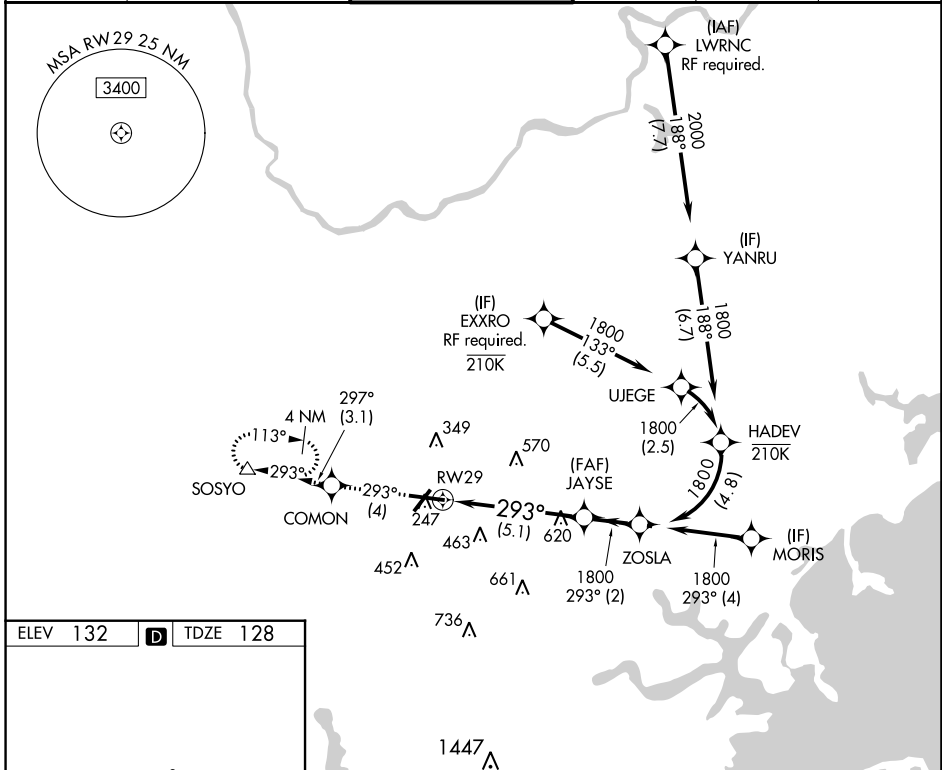 MSA RW29 25 NM
3400
(IAF)
LWRNC
RF required.
2000
188°
(7.7)
(IF)
YANRU
1800
188°
(6.7)
(IF)
EXXRO
RF required.
210K
1800
133°
(5.5)
UJEGE
1800
(2.5)
HADEV
210K
1800
(4.8)
297°
(3.1)
4 NM
113°
293°
SOSYO
COMON
293°
(4)
349
570
RW29
247
293°
(5.1)
(FAF)
JAYSE
620
463
452
661
736
ZOSLA
1800
293° (2)
1800
293° (4)
(IF)
MORIS
ELEV 132 D TDZE 128
1447